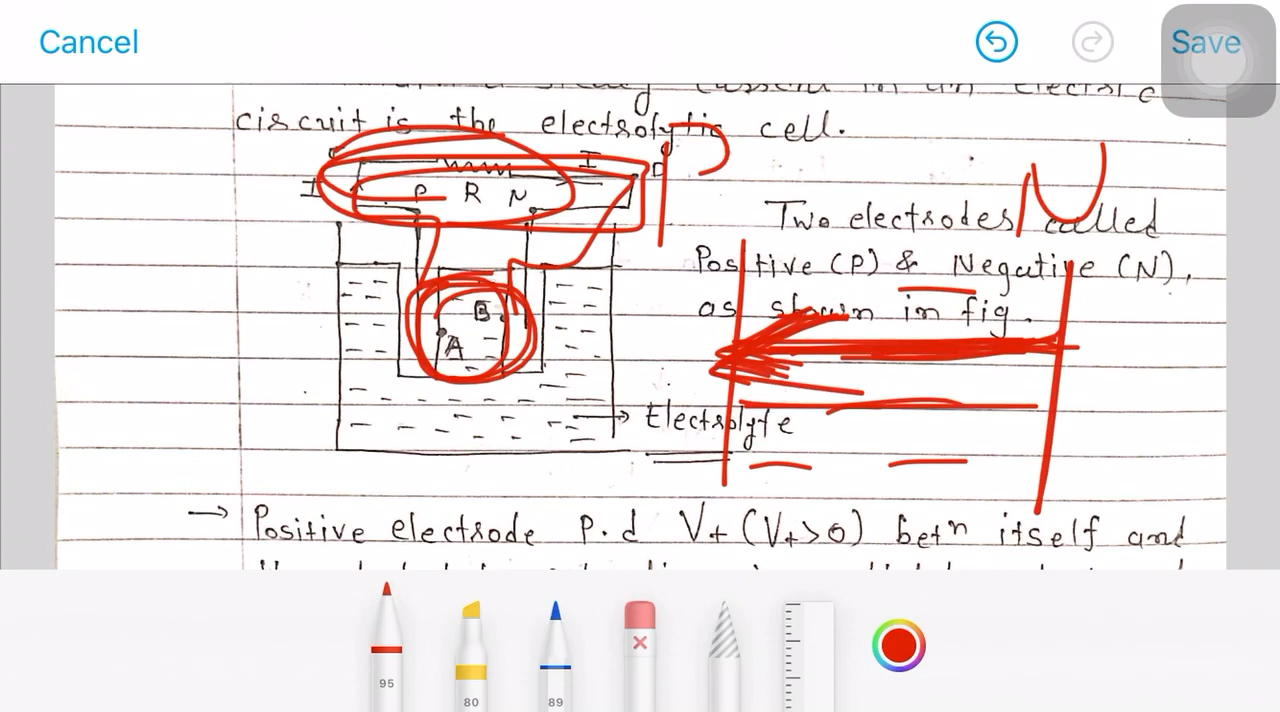 Cancel
Save
circuit is the electrolytic cell.
I
I
P R N
B
A
Two electrodes called
Positive (P) & Negative (N),
as shown in fig.
P
N
Electrolyte
→ Positive electrode P.d V+ (V+>0) betn itself and
95
80
89